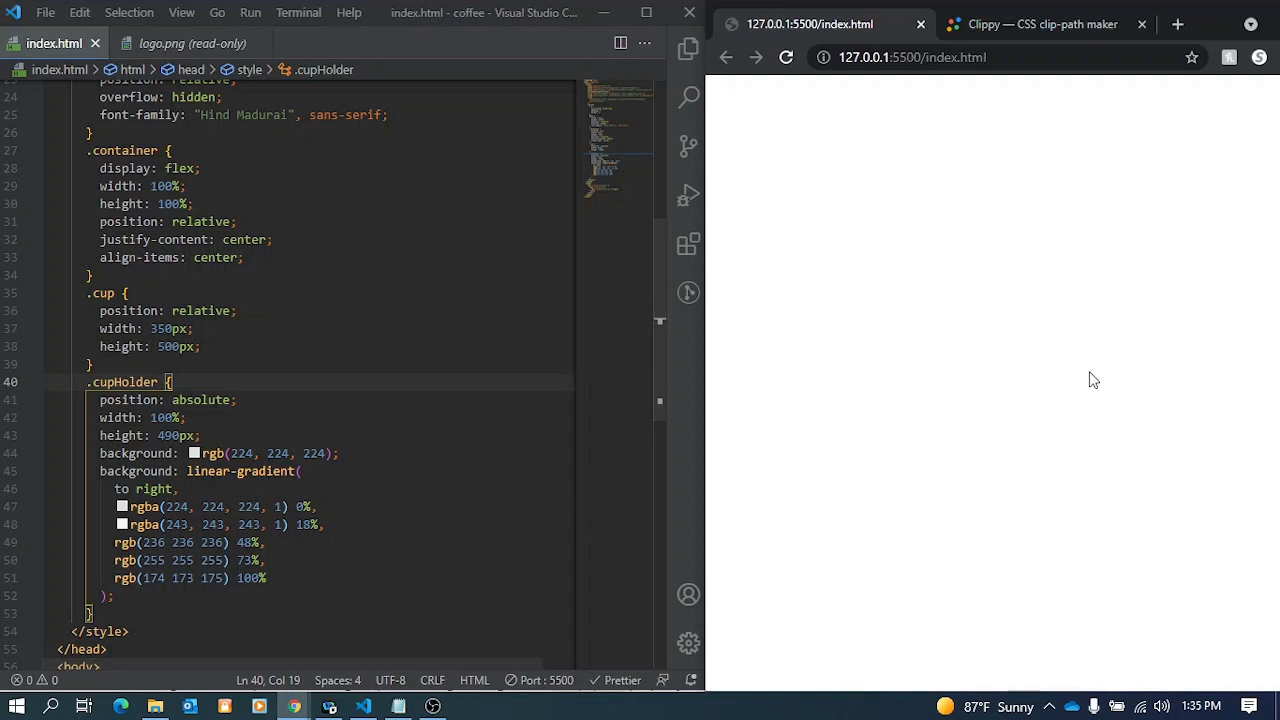 File Edit Selection View Go Run Terminal Help index.html - coffee - Visual Studio C...
index.html logo.png (read-only)
index.html html head style .cupHolder
23 position: relative;
24 overflow: hidden;
25 font-family: "Hind Madurai", sans-serif;
26 }
27 .container {
28 display: flex;
29 width: 100%;
30 height: 100%;
31 position: relative;
32 justify-content: center;
33 align-items: center;
34 }
35 .cup {
36 position: relative;
37 width: 350px;
38 height: 500px;
39 }
40 .cupHolder {
41 position: absolute;
42 width: 100%;
43 height: 490px;
44 background: rgb(224, 224, 224);
45 background: linear-gradient(
46 to right,
47 rgba(224, 224, 224, 1) 0%,
48 rgba(243, 243, 243, 1) 18%,
49 rgb(236 236 236) 48%,
50 rgb(255 255 255) 73%,
51 rgb(174 173 175) 100%
52 );
53 }
54 </style>
55 </head>
56 <body>
0 0 Ln 40, Col 19 Spaces: 4 UTF-8 CRLF HTML Port : 5500 Prettier
127.0.0.1:5500/index.html Clippy — CSS clip-path maker
127.0.0.1:5500/index.html
87°F Sunny 1:35 PM